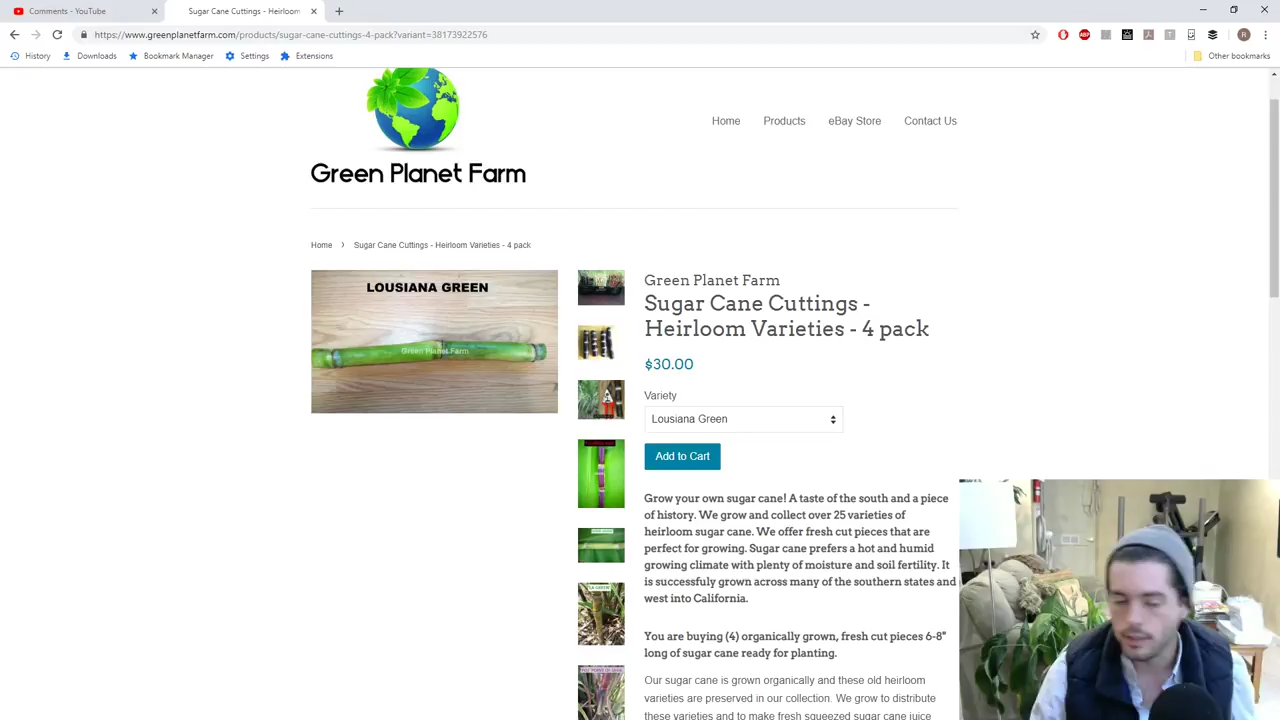 Comments - YouTube
Sugar Cane Cuttings - Heirloom
https://www.greenplanetfarm.com/products/sugar-cane-cuttings-4-pack?variant=38173922576
R
History
Downloads
Bookmark Manager
Settings
Extensions
Other bookmarks
Green Planet Farm
Home
Products
eBay Store
Contact Us
Home › Sugar Cane Cuttings - Heirloom Varieties - 4 pack
LOUSIANA GREEN
Green Planet Farm
Green Planet Farm
Sugar Cane Cuttings -
Heirloom Varieties - 4 pack
$30.00
Variety
Lousiana Green
Add to Cart
Grow your own sugar cane! A taste of the south and a piece
of history. We grow and collect over 25 varieties of
heirloom sugar cane. We offer fresh cut pieces that are
perfect for growing. Sugar cane prefers a hot and humid
growing climate with plenty of moisture and soil fertility. It
is successfuly grown across many of the southern states and
west into California.
You are buying (4) organically grown, fresh cut pieces 6-8"
long of sugar cane ready for planting.
Our sugar cane is grown organically and these old heirloom
varieties are preserved in our collection. We grow to distribute
these varieties and to make fresh squeezed sugar cane juice